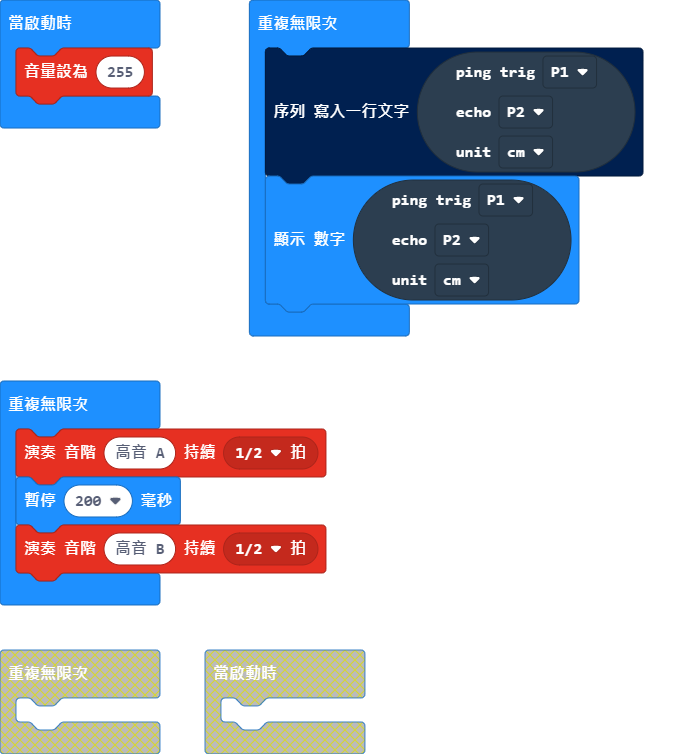 當啟動時
音量設為 255
重複無限次
序列 寫入一行文字 ping trig P1
echo P2
unit cm
顯示 數字 ping trig P1
echo P2
unit cm
重複無限次
演奏 音階 高音 A 持續 1/2 拍
暫停 200 毫秒
演奏 音階 高音 B 持續 1/2 拍
重複無限次
當啟動時